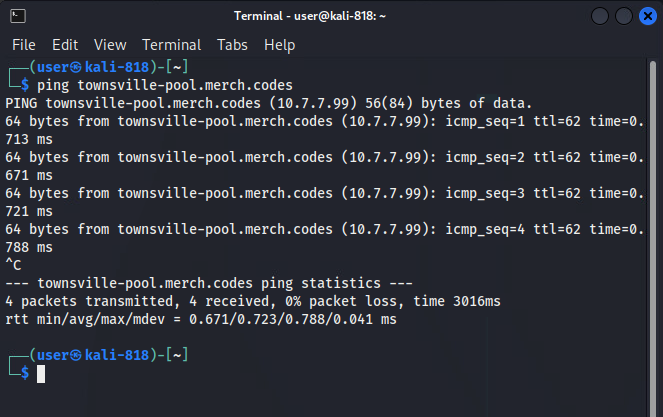 Terminal - user@kali-818: ~
File Edit View Terminal Tabs Help
┌──(user㉿kali-818)-[~]
└─$ ping townsville-pool.merch.codes
PING townsville-pool.merch.codes (10.7.7.99) 56(84) bytes of data.
64 bytes from townsville-pool.merch.codes (10.7.7.99): icmp_seq=1 ttl=62 time=0.
713 ms
64 bytes from townsville-pool.merch.codes (10.7.7.99): icmp_seq=2 ttl=62 time=0.
671 ms
64 bytes from townsville-pool.merch.codes (10.7.7.99): icmp_seq=3 ttl=62 time=0.
721 ms
64 bytes from townsville-pool.merch.codes (10.7.7.99): icmp_seq=4 ttl=62 time=0.
788 ms
^C
--- townsville-pool.merch.codes ping statistics ---
4 packets transmitted, 4 received, 0% packet loss, time 3016ms
rtt min/avg/max/mdev = 0.671/0.723/0.788/0.041 ms
┌──(user㉿kali-818)-[~]
└─$